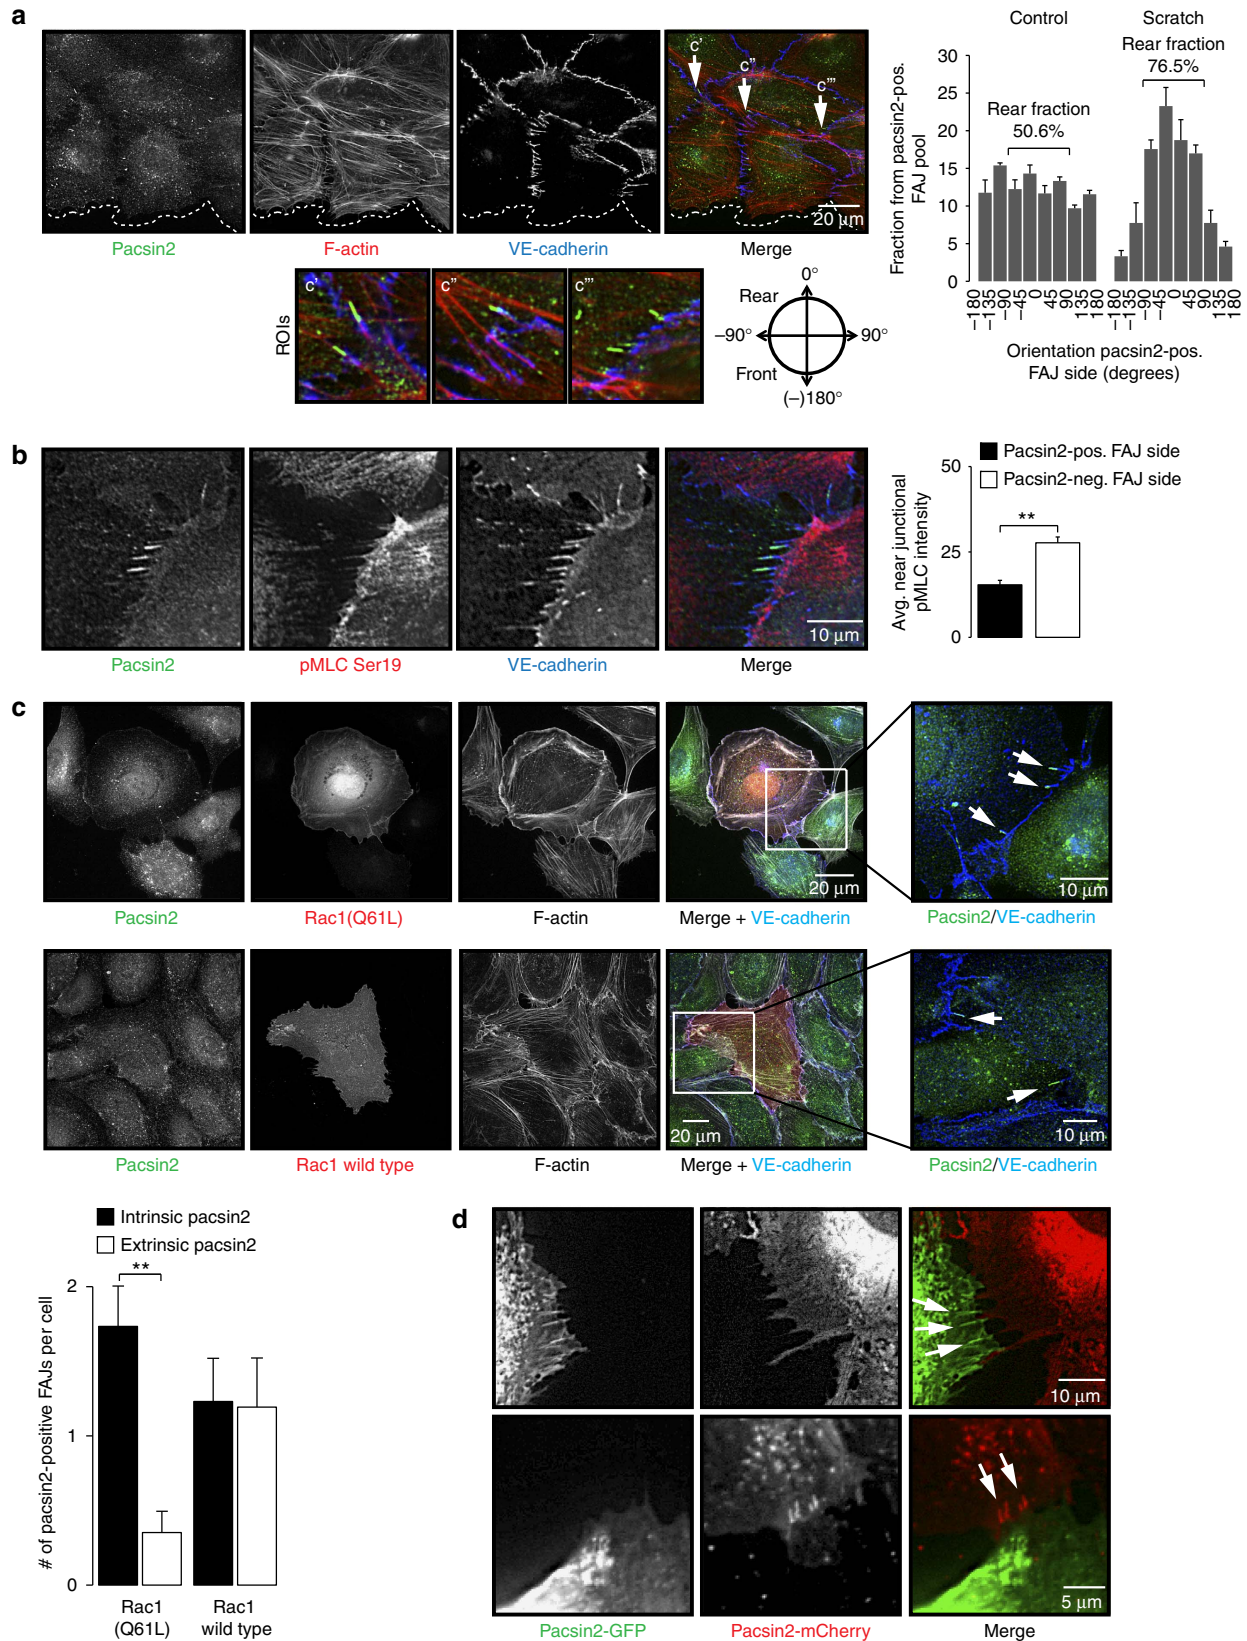 a
c' c'' c'''
20 µm
Pacsin2 F-actin VE-cadherin Merge
ROIs
c' c'' c'''
0°
Rear
–90° 90°
Front
(–)180°
Control Scratch
Rear fraction
76.5%
Rear fraction
50.6%
Fraction from pacsin2-pos.
FAJ pool
30
25
20
15
10
5
0
–180 –135 –90 –45 0 45 90 135 180
–180 –135 –90 –45 0 45 90 135 180
Orientation pacsin2-pos.
FAJ side (degrees)
b
10 µm
Pacsin2 pMLC Ser19 VE-cadherin Merge
Pacsin2-pos. FAJ side
Pacsin2-neg. FAJ side
Avg. near junctional
pMLC intensity
50
25
0
**
c
20 µm
10 µm
Pacsin2 Rac1(Q61L) F-actin Merge + VE-cadherin Pacsin2/VE-cadherin
20 µm
10 µm
Pacsin2 Rac1 wild type F-actin Merge + VE-cadherin Pacsin2/VE-cadherin
Intrinsic pacsin2
Extrinsic pacsin2
**
# of pacsin2-positive FAJs per cell
2
1
0
Rac1
(Q61L)
Rac1
wild type
d
10 µm
5 µm
Pacsin2-GFP Pacsin2-mCherry Merge